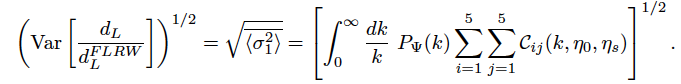 $$\left(\text{Var}\left[\frac{d_L}{d_L^{FLRW}}\right]\right)^{1/2} = \sqrt{\langle\sigma_1^2\rangle} = \left[\int_0^\infty \frac{dk}{k} \, P_\Psi(k) \sum_{i=1}^{5} \sum_{j=1}^{5} \mathcal{C}_{ij}(k, \eta_0, \eta_s)\right]^{1/2}.$$